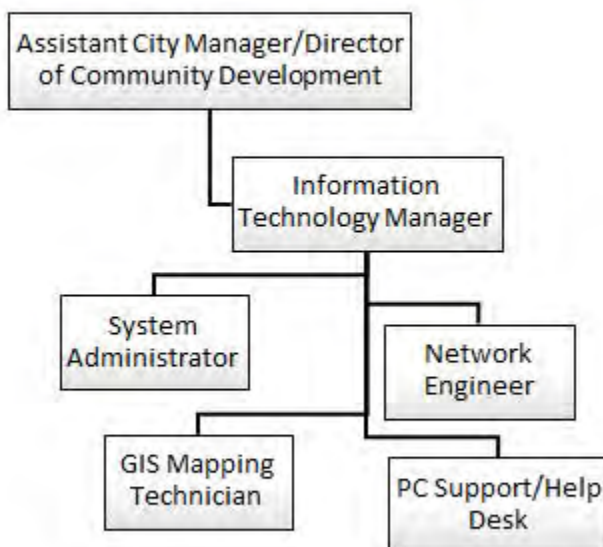 Assistant City Manager/Director
of Community Development
Information
Technology Manager
System
Administrator
Network
Engineer
GIS Mapping
Technician
PC Support/Help
Desk